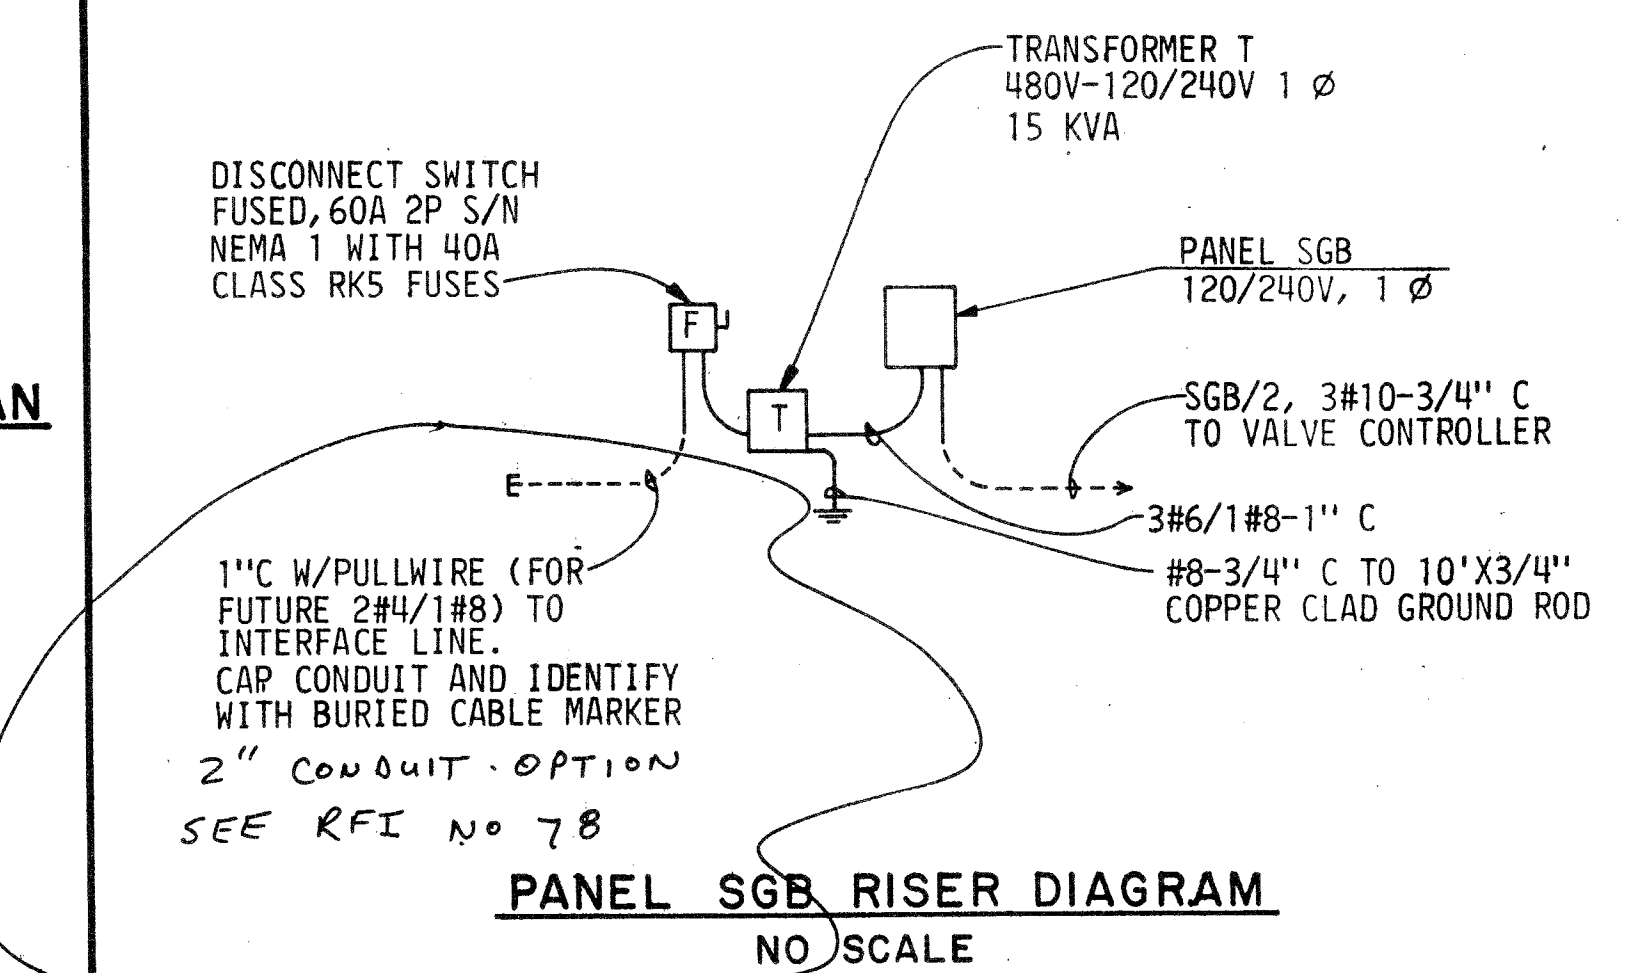 TRANSFORMER T
480V-120/240V 1 Ø
15 KVA
DISCONNECT SWITCH
FUSED, 60A 2P S/N
NEMA 1 WITH 40A
CLASS RK5 FUSES
PANEL SGB
120/240V, 1 Ø
F
T
AN
SGB/2, 3#10-3/4" C
TO VALVE CONTROLLER
E
3#6/1#8-1" C
#8-3/4" C TO 10'X3/4"
COPPER CLAD GROUND ROD
1"C W/PULLWIRE (FOR
FUTURE 2#4/1#8) TO
INTERFACE LINE.
CAP CONDUIT AND IDENTIFY
WITH BURIED CABLE MARKER
2" CONDUIT. OPTION
SEE RFI No 78
PANEL SGB RISER DIAGRAM
NO SCALE